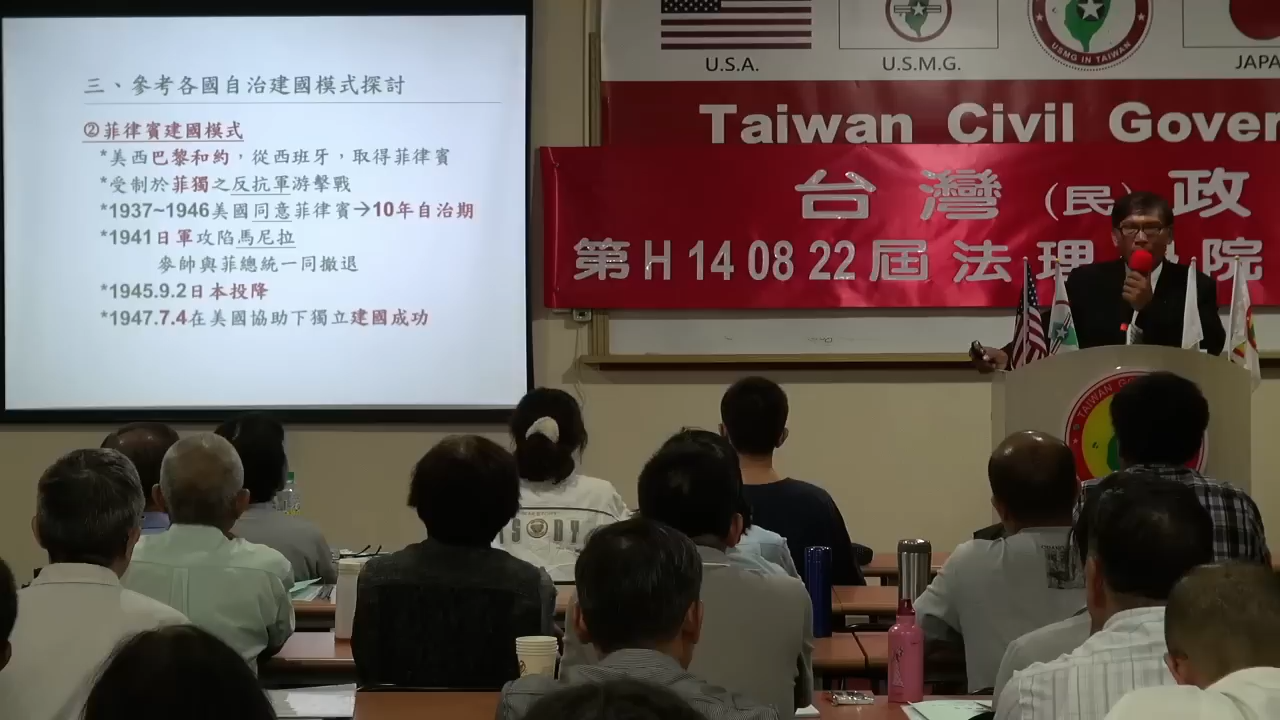 三、參考各國自治建國模式探討
②菲律賓建國模式
*美西巴黎和約，從西班牙，取得菲律賓
*受制於菲獨之反抗軍游擊戰
*1937~1946美國同意菲律賓→10年自治期
*1941日軍攻陷馬尼拉
麥帥與菲總統一同撤退
*1945.9.2日本投降
*1947.7.4在美國協助下獨立建國成功
U.S.A.
U.S.M.G.
USMG IN TAIWAN
JAPA
Taiwan Civil Gover
台灣(民)政
第H 14 08 22屆法理 院
TAIWAN G